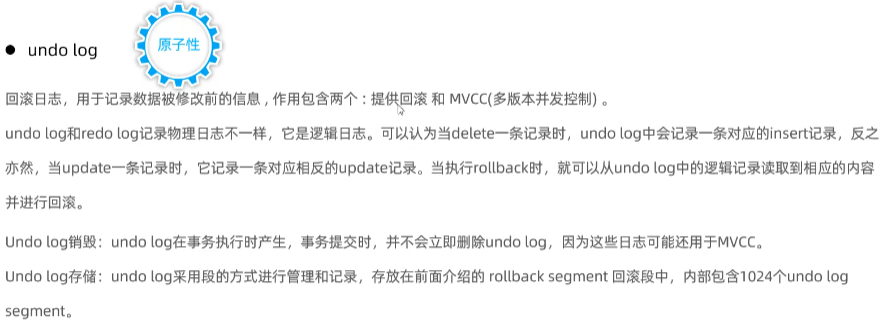 原子性
● undo log
回滚日志，用于记录数据被修改前的信息 , 作用包含两个 : 提供回滚 和 MVCC(多版本并发控制) 。
undo log和redo log记录物理日志不一样，它是逻辑日志。可以认为当delete一条记录时，undo log中会记录一条对应的insert记录，反之
亦然，当update一条记录时，它记录一条对应相反的update记录。当执行rollback时，就可以从undo log中的逻辑记录读取到相应的内容
并进行回滚。
Undo log销毁：undo log在事务执行时产生，事务提交时，并不会立即删除undo log，因为这些日志可能还用于MVCC。
Undo log存储：undo log采用段的方式进行管理和记录，存放在前面介绍的 rollback segment 回滚段中，内部包含1024个undo log
segment。